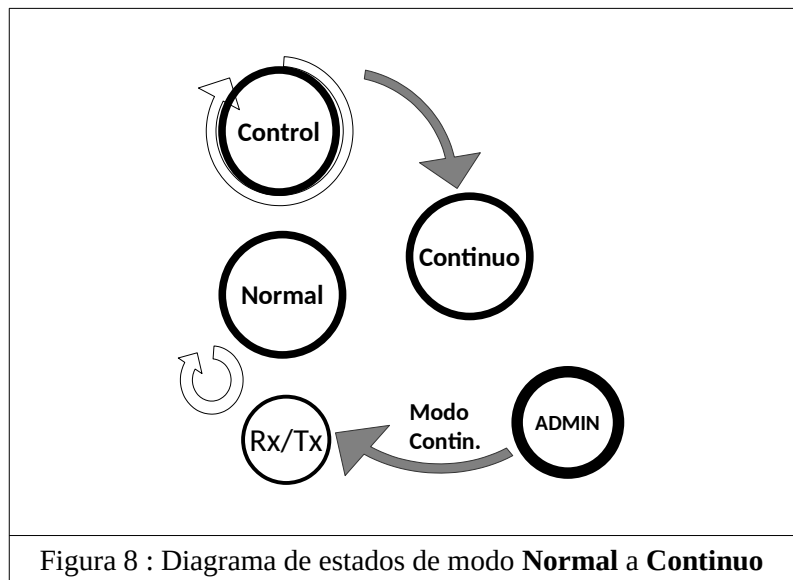 Control
Continuo
Normal
Modo
Contin.
ADMIN
Rx/Tx
Figura 8 : Diagrama de estados de modo Normal a Continuo